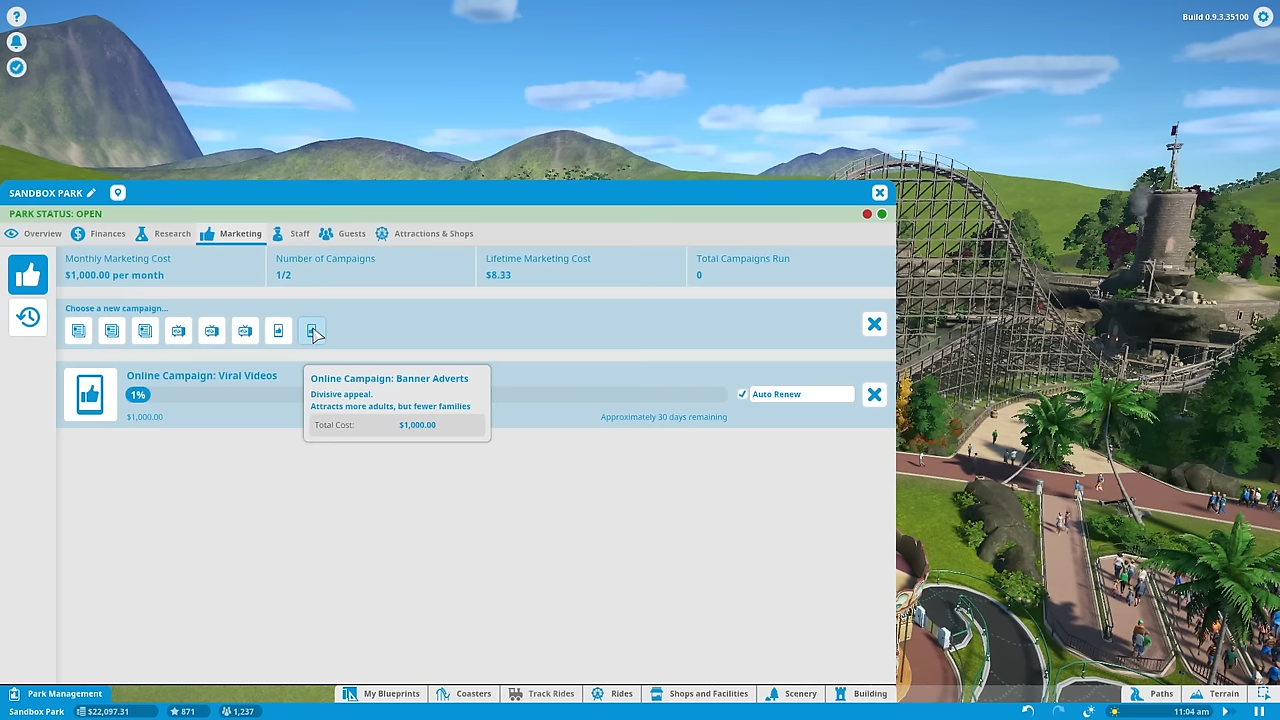 Build 0.9.3.35100
SANDBOX PARK
PARK STATUS: OPEN
Overview Finances Research Marketing Staff Guests Attractions & Shops
Monthly Marketing Cost Number of Campaigns Lifetime Marketing Cost Total Campaigns Run
$1,000.00 per month 1/2 $8.33 0
Choose a new campaign...
Online Campaign: Viral Videos
1%
$1,000.00
Approximately 30 days remaining
Auto Renew
Online Campaign: Banner Adverts
Divisive appeal.
Attracts more adults, but fewer families
Total Cost: $1,000.00
Park Management My Blueprints Coasters Track Rides Rides Shops and Facilities Scenery Building Paths Terrain
Sandbox Park $22,097.31 871 1,237 11:04 am